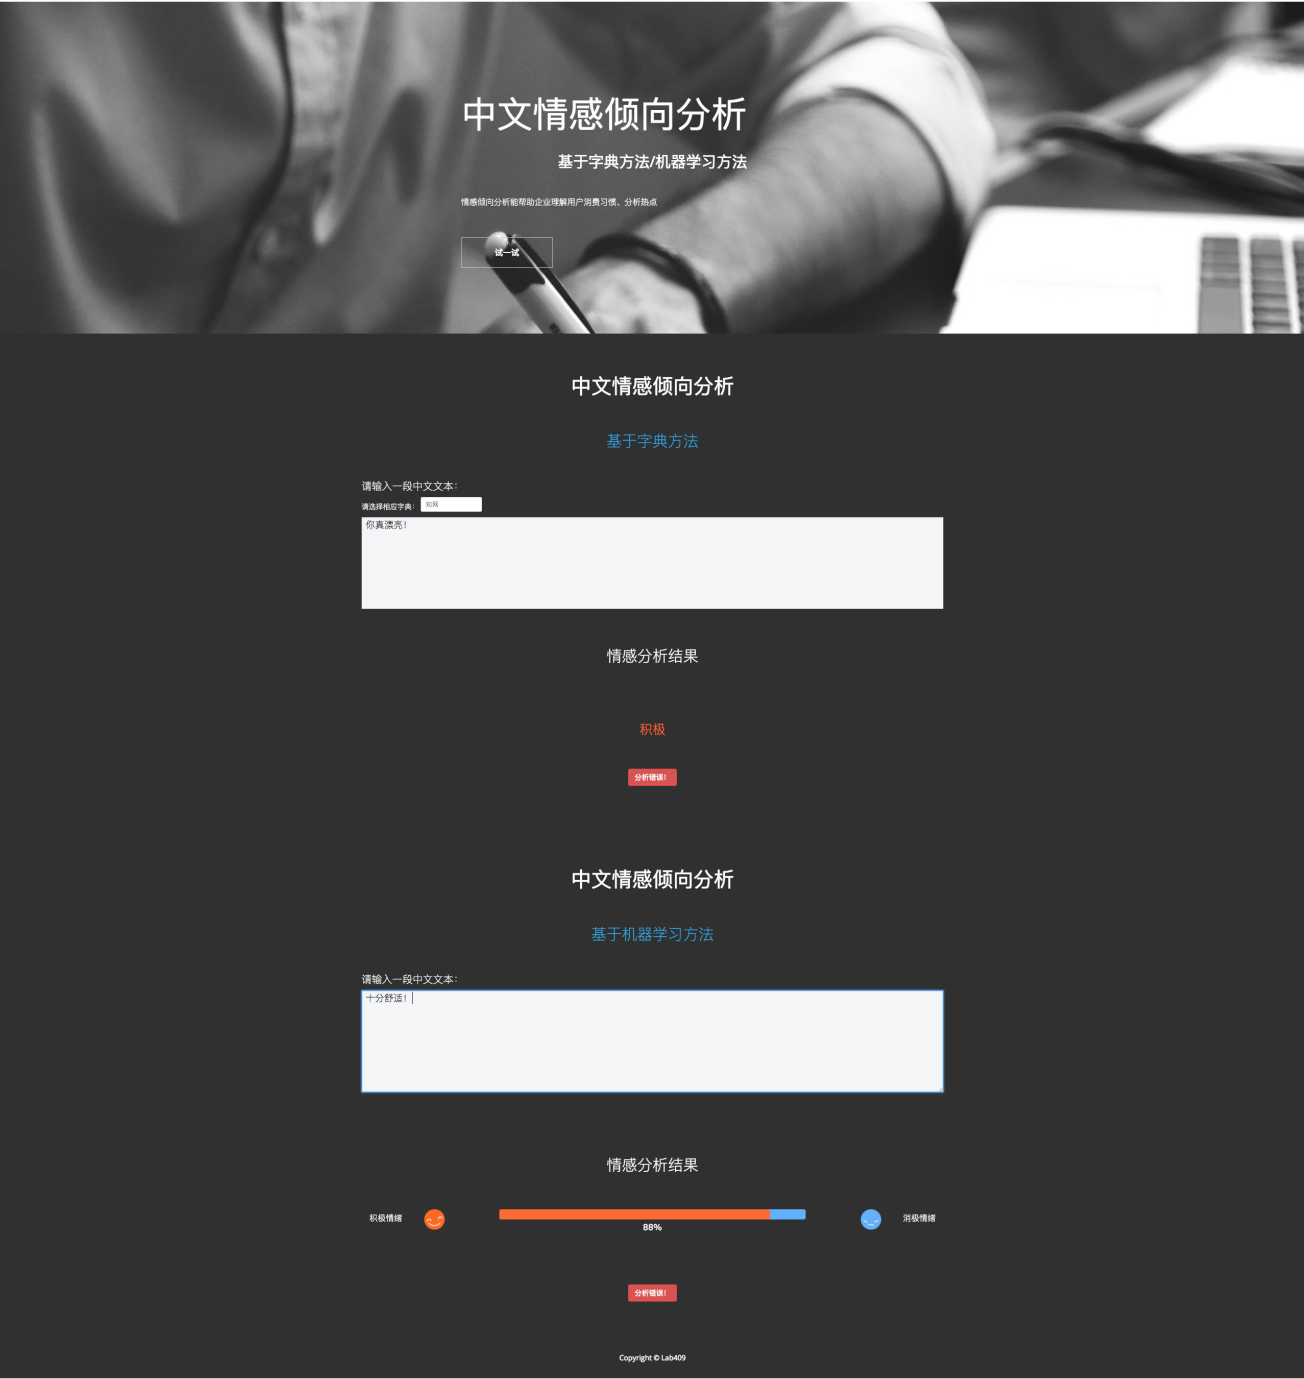 中文情感倾向分析
基于字典方法/机器学习方法
情感倾向分析能帮助企业理解用户消费习惯、分析热点
试一试
中文情感倾向分析
基于字典方法
请输入一段中文文本：
请选择相应字典： 知网
你真漂亮！
情感分析结果
积极
分析错误！
中文情感倾向分析
基于机器学习方法
请输入一段中文文本：
十分舒适！
情感分析结果
积极情绪 消极情绪
88%
分析错误！
Copyright © Lab409